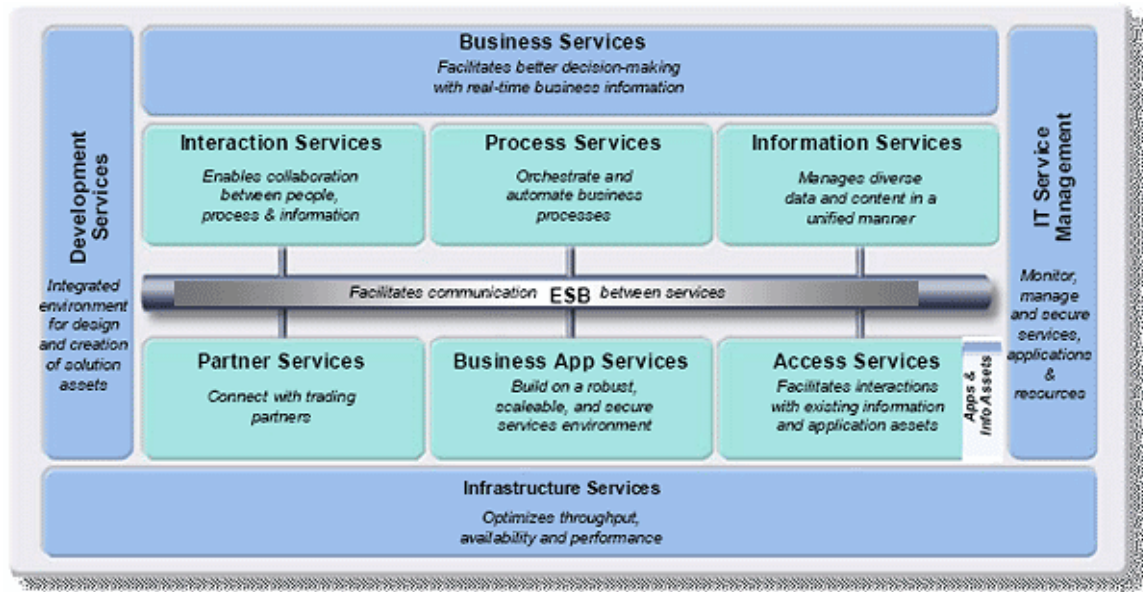 Business Services
Facilitates better decision-making
with real-time business information
Development
Services
Integrated
environment
for design
and creation
of solution
assets
Interaction Services
Enables collaboration
between people,
process & information
Process Services
Orchestrate and
automate business
processes
Information Services
Manages diverse
data and content in a
unified manner
IT Service
Management
Monitor,
manage
and secure
services,
applications
&
resources
Facilitates communication ESB between services
Partner Services
Connect with trading
partners
Business App Services
Build on a robust,
scaleable, and secure
services environment
Access Services
Facilitates interactions
with existing information
and application assets
Apps &
Info Assets
Infrastructure Services
Optimizes throughput,
availability and performance